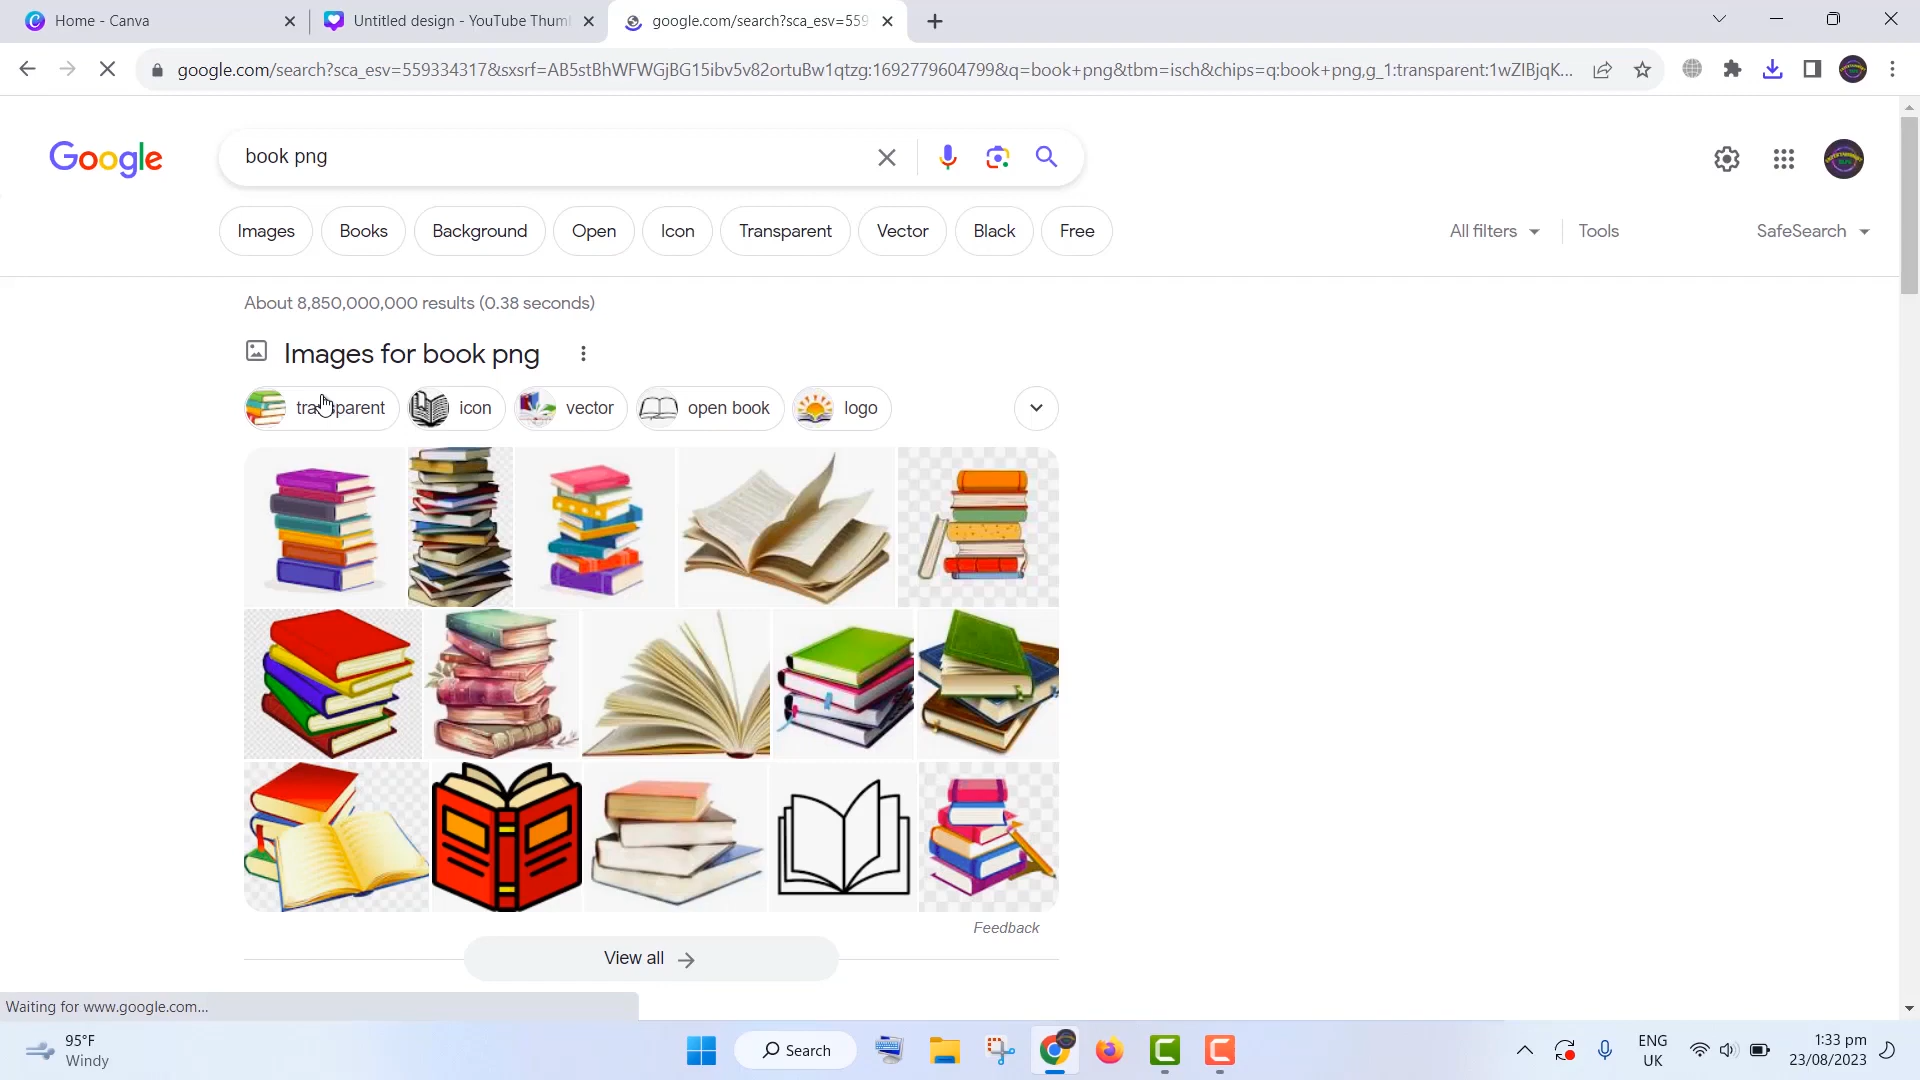 Home - Canva
Untitled design - YouTube Thum
google.com/search?sca_esv=559
google.com/search?sca_esv=559334317&sxsrf=AB5stBhWFWGjBG15ibv5v82ortuBw1qtzg:1692779604799&q=book+png&tbm=isch&chips=q:book+png,g_1:transparent:1wZIBjqK...
Google
book png
Images
Books
Background
Open
Icon
Transparent
Vector
Black
Free
All filters
Tools
SafeSearch
About 8,850,000,000 results (0.38 seconds)
Images for book png
transparent
icon
vector
open book
logo
Feedback
View all
Waiting for www.google.com...
95°F
Windy
Search
ENG
UK
1:33 pm
23/08/2023